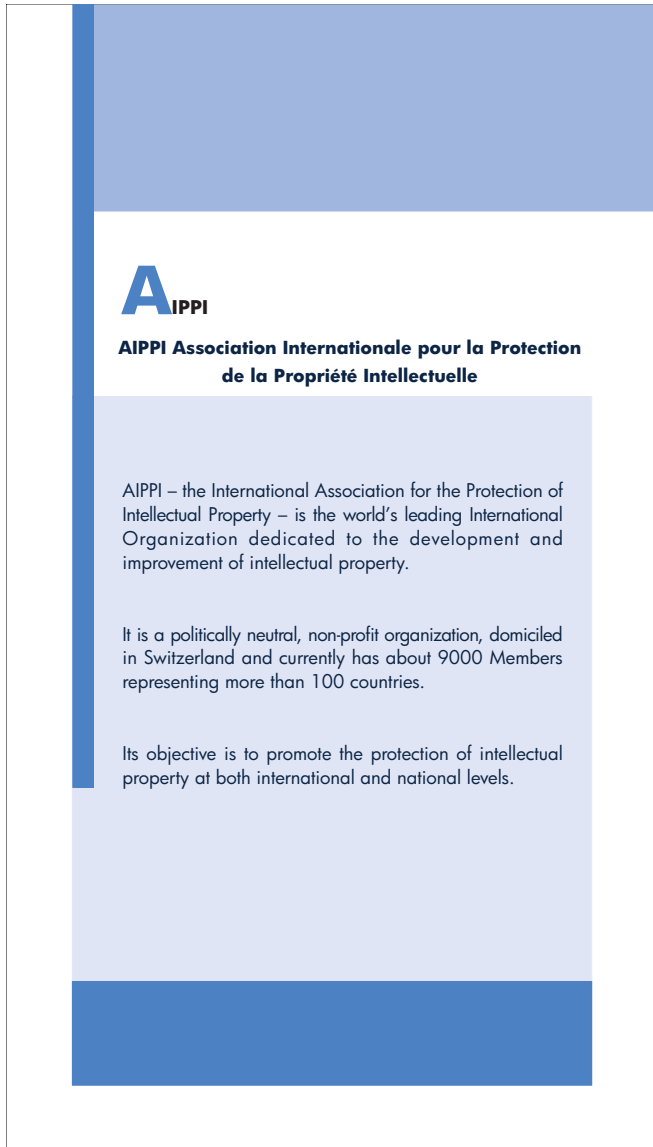 AIPPI
AIPPI Association Internationale pour la Protection
de la Propriété Intellectuelle
AIPPI – the International Association for the Protection of
Intellectual Property – is the world’s leading International
Organization dedicated to the development and
improvement of intellectual property.
It is a politically neutral, non-profit organization, domiciled
in Switzerland and currently has about 9000 Members
representing more than 100 countries.
Its objective is to promote the protection of intellectual
property at both international and national levels.